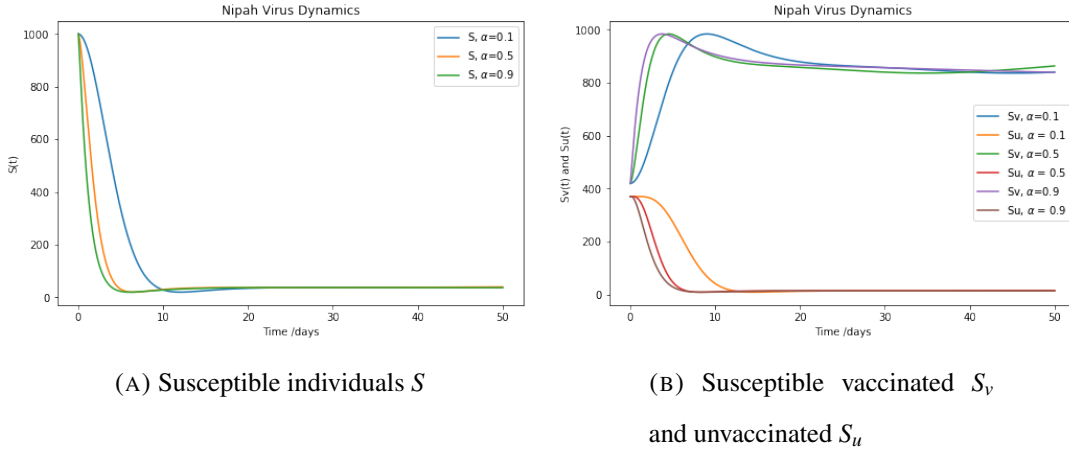 Nipah Virus Dynamics
1000
800
600
400
200
0
S(t)
S, α=0.1
S, α=0.5
S, α=0.9
0 10 20 30 40 50
Time /days
(A) Susceptible individuals S
Nipah Virus Dynamics
1000
800
600
400
200
0
Sv(t) and Su(t)
Sv, α=0.1
Su, α = 0.1
Sv, α=0.5
Su, α = 0.5
Sv, α=0.9
Su, α = 0.9
0 10 20 30 40 50
Time /days
(B) Susceptible vaccinated Sv
and unvaccinated Su